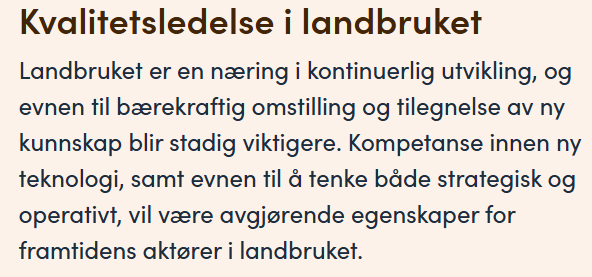 Kvalitetsledelse i landbruket
Landbruket er en næring i kontinuerlig utvikling, og
evnen til bærekraftig omstilling og tilegnelse av ny
kunnskap blir stadig viktigere. Kompetanse innen ny
teknologi, samt evnen til å tenke både strategisk og
operativt, vil være avgjørende egenskaper for
framtidens aktører i landbruket.